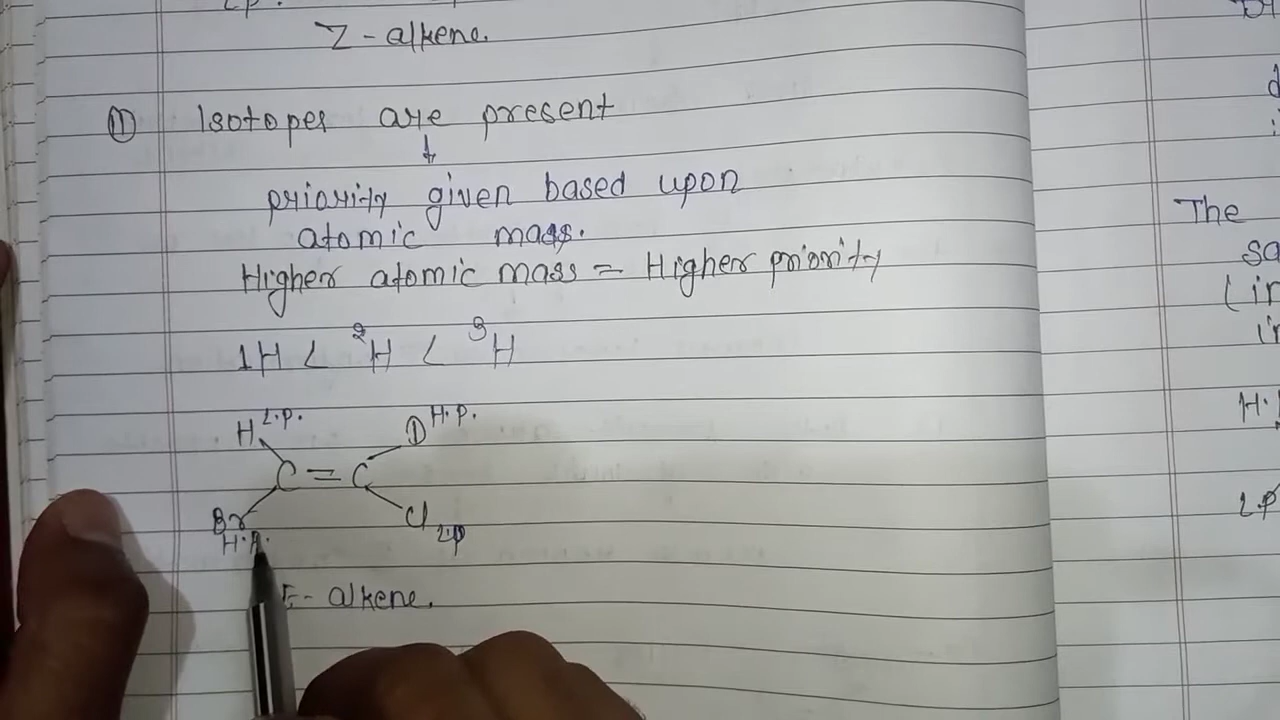 Z-alkene.
II Isotopes are present
priority given based upon
atomic mass.
Higher atomic mass = Higher priority
1H < ²H < ³H
H L.p. D H.p.
C = C
Br Cl L.p
H.P.
E- alkene.
The
H.
L.p